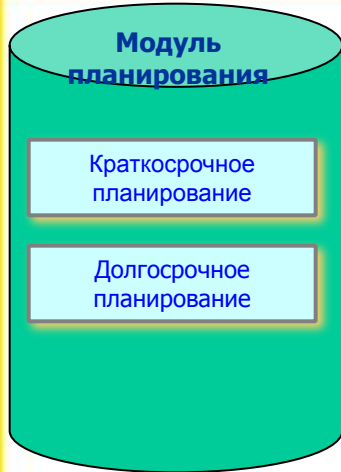 Модуль
планирования
Краткосрочное
планирование
Долгосрочное
планирование